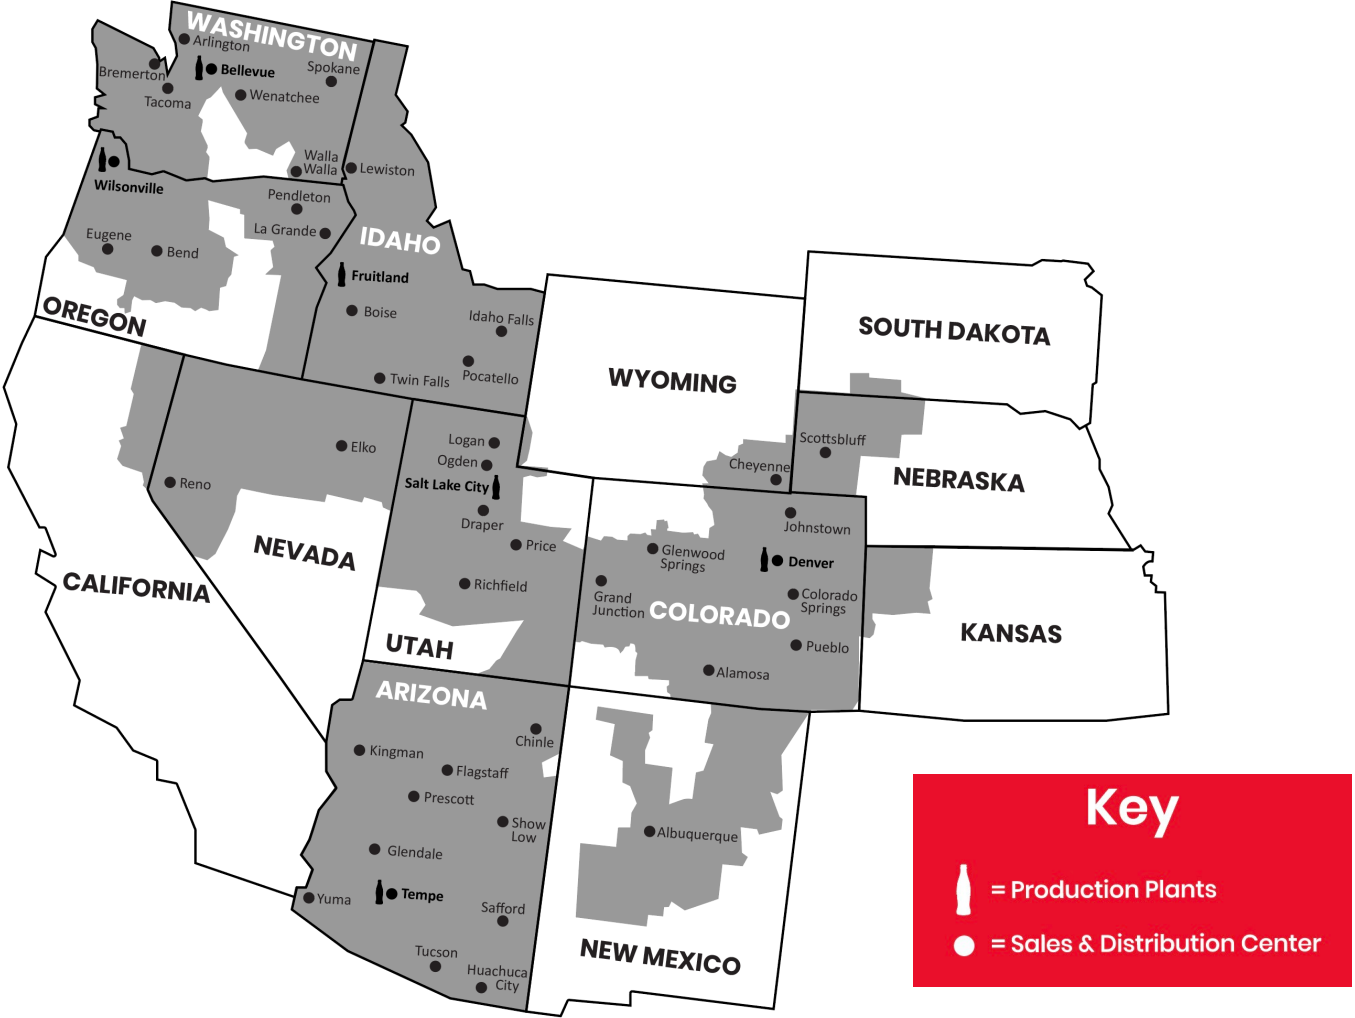 WASHINGTON
Arlington
Bremerton
Bellevue
Spokane
Tacoma
Wenatchee
Walla
Walla
Lewiston
Wilsonville
Pendleton
La Grande
Eugene
Bend
OREGON
IDAHO
Fruitland
Boise
Idaho Falls
Pocatello
Twin Falls
WYOMING
SOUTH DAKOTA
Scottsbluff
Cheyenne
NEBRASKA
Elko
Reno
NEVADA
CALIFORNIA
Logan
Ogden
Salt Lake City
Draper
Price
Richfield
UTAH
Johnstown
Glenwood
Springs
Denver
Grand
Junction
Colorado
Springs
COLORADO
Pueblo
Alamosa
KANSAS
ARIZONA
Chinle
Kingman
Flagstaff
Prescott
Show
Low
Glendale
Yuma
Tempe
Safford
Tucson
Huachuca
City
Albuquerque
NEW MEXICO
Key
= Production Plants
= Sales & Distribution Center